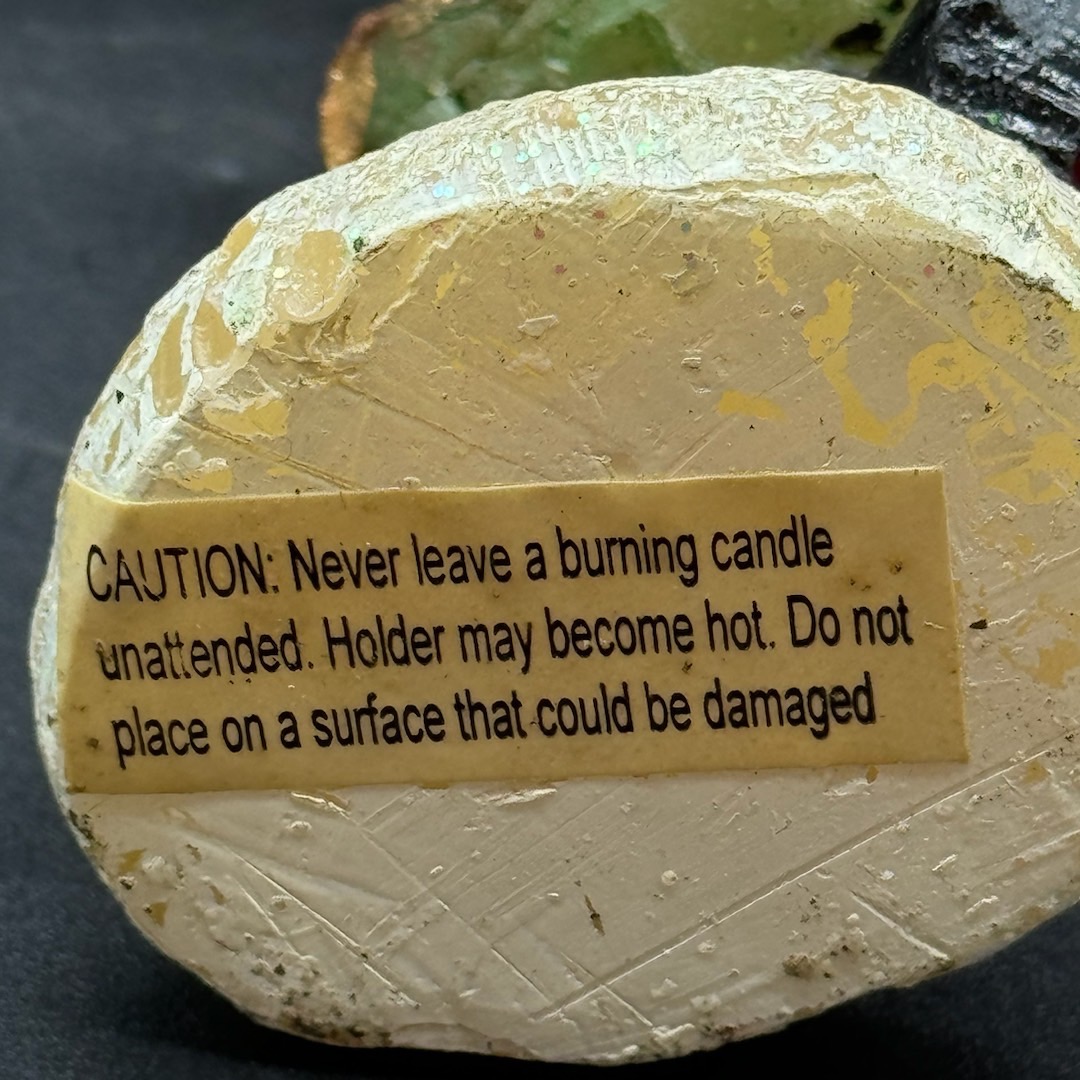 CAUTION: Never leave a burning candle
unattended. Holder may become hot. Do not
place on a surface that could be damaged